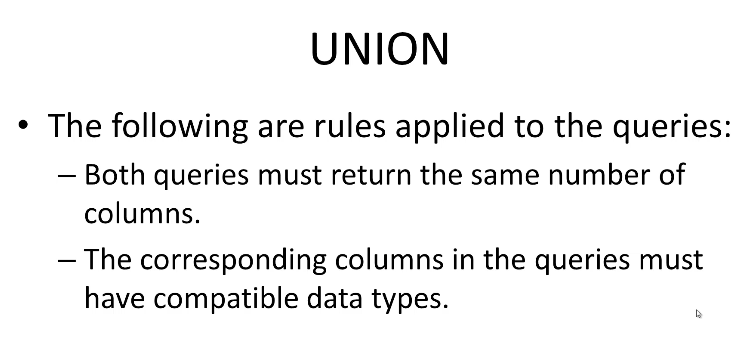 UNION
• The following are rules applied to the queries:
– Both queries must return the same number of
columns.
– The corresponding columns in the queries must
have compatible data types.